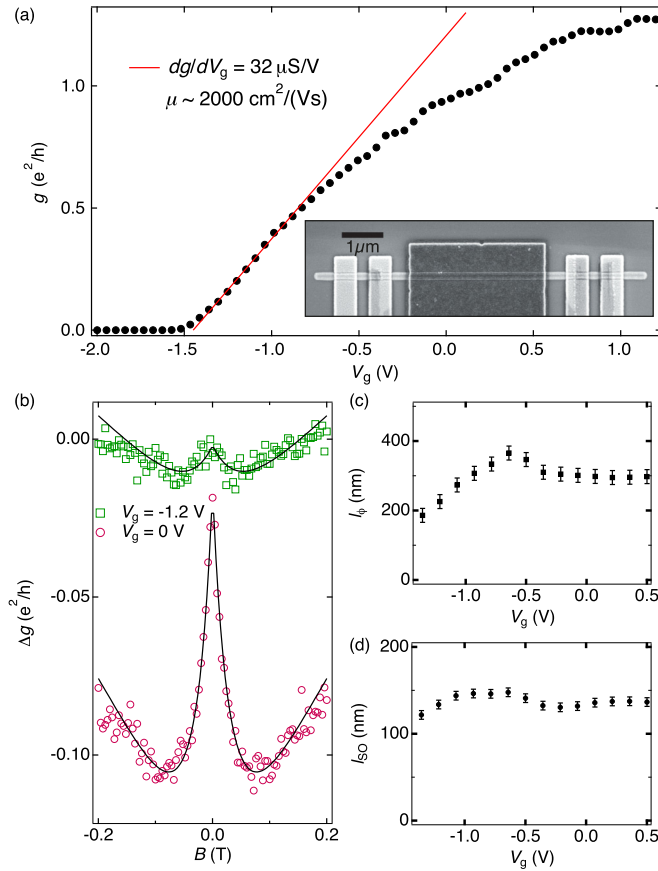 (a)
dg/dVg = 32 μS/V
μ ~ 2000 cm²/(Vs)
g (e²/h)
1.0
0.5
0.0
1μm
-2.0 -1.5 -1.0 -0.5 0.0 0.5 1.0
Vg (V)
(b)
Δg (e²/h)
0.00
-0.05
-0.10
Vg = -1.2 V
Vg = 0 V
-0.2 0.0 0.2
B (T)
(c)
lϕ (nm)
400
200
0
-1.0 -0.5 0.0 0.5
Vg (V)
(d)
lSO (nm)
200
100
0
-1.0 -0.5 0.0 0.5
Vg (V)